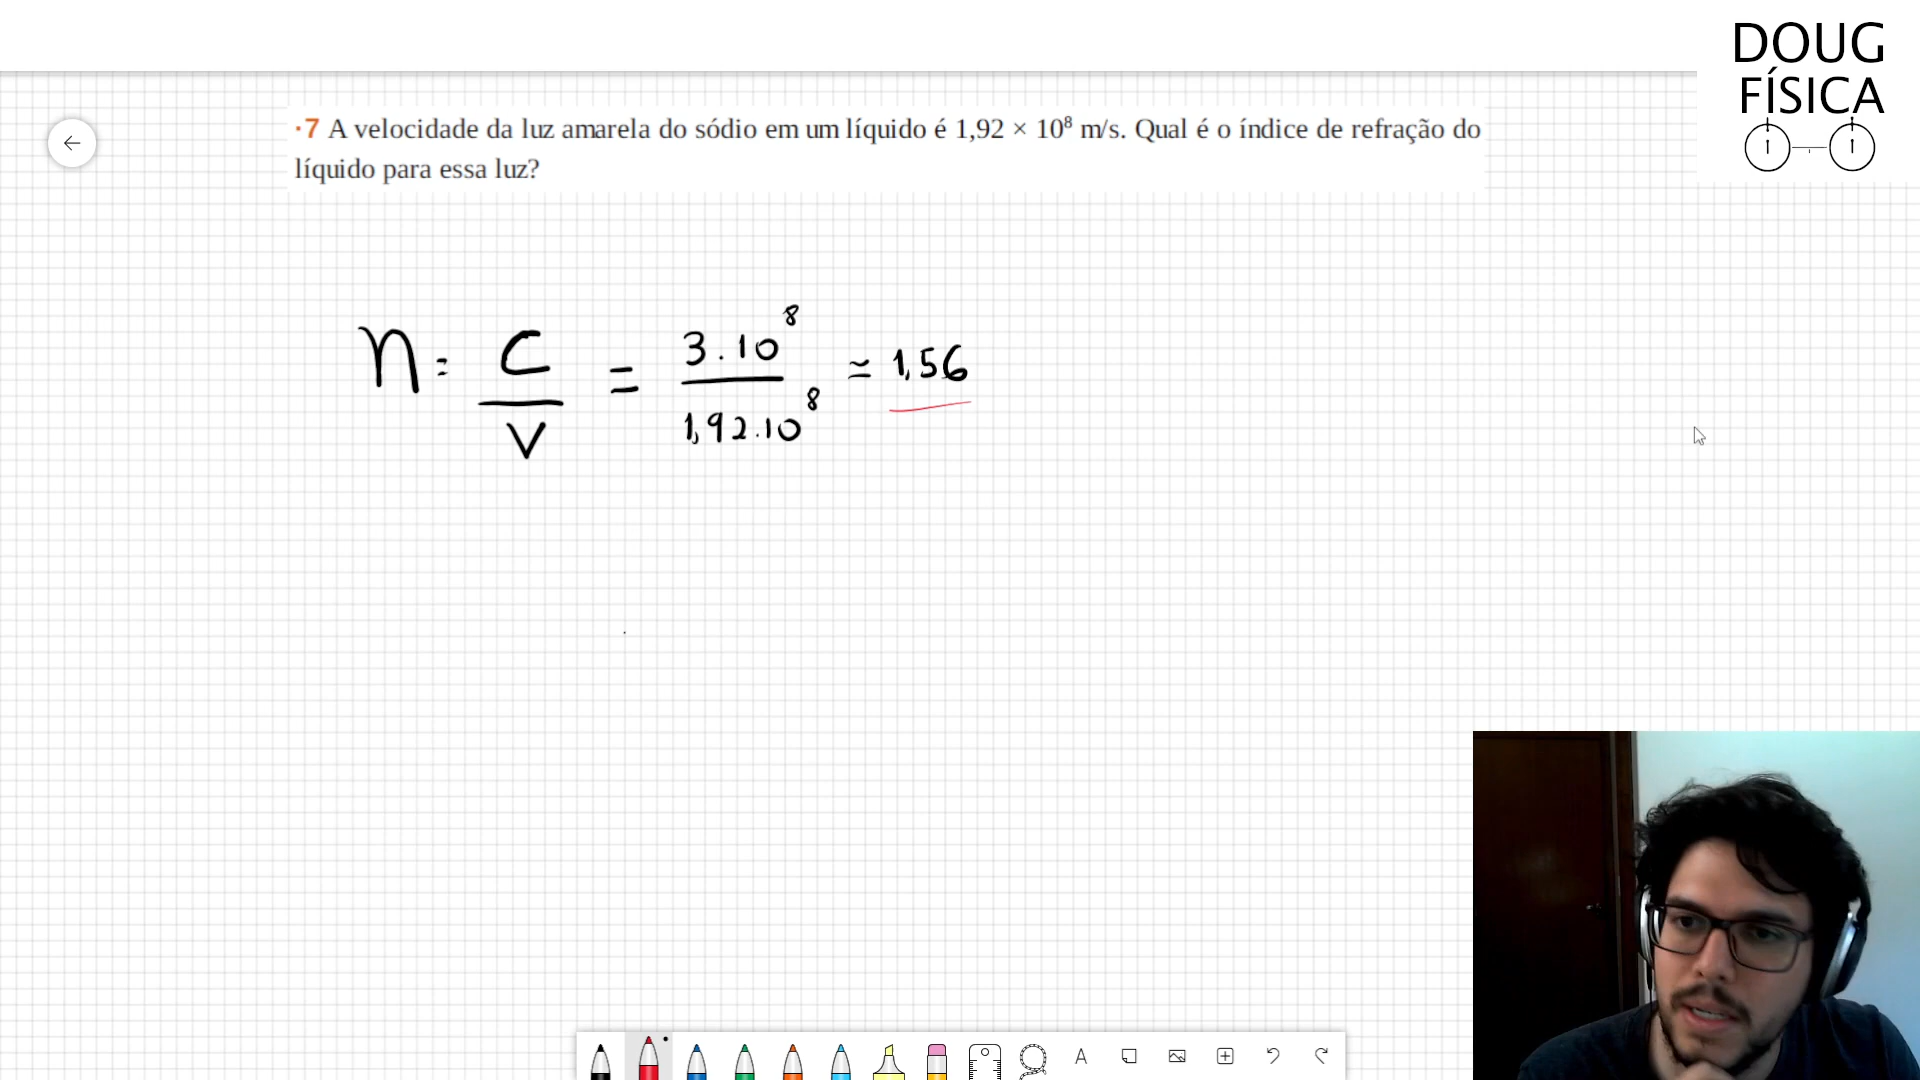 DOUG
FÍSICA
·7 A velocidade da luz amarela do sódio em um líquido é 1,92 × 10⁸ m/s. Qual é o índice de refração do
líquido para essa luz?
n = c/v = 3.10⁸/1,92.10⁸ ≃ 1,56
A